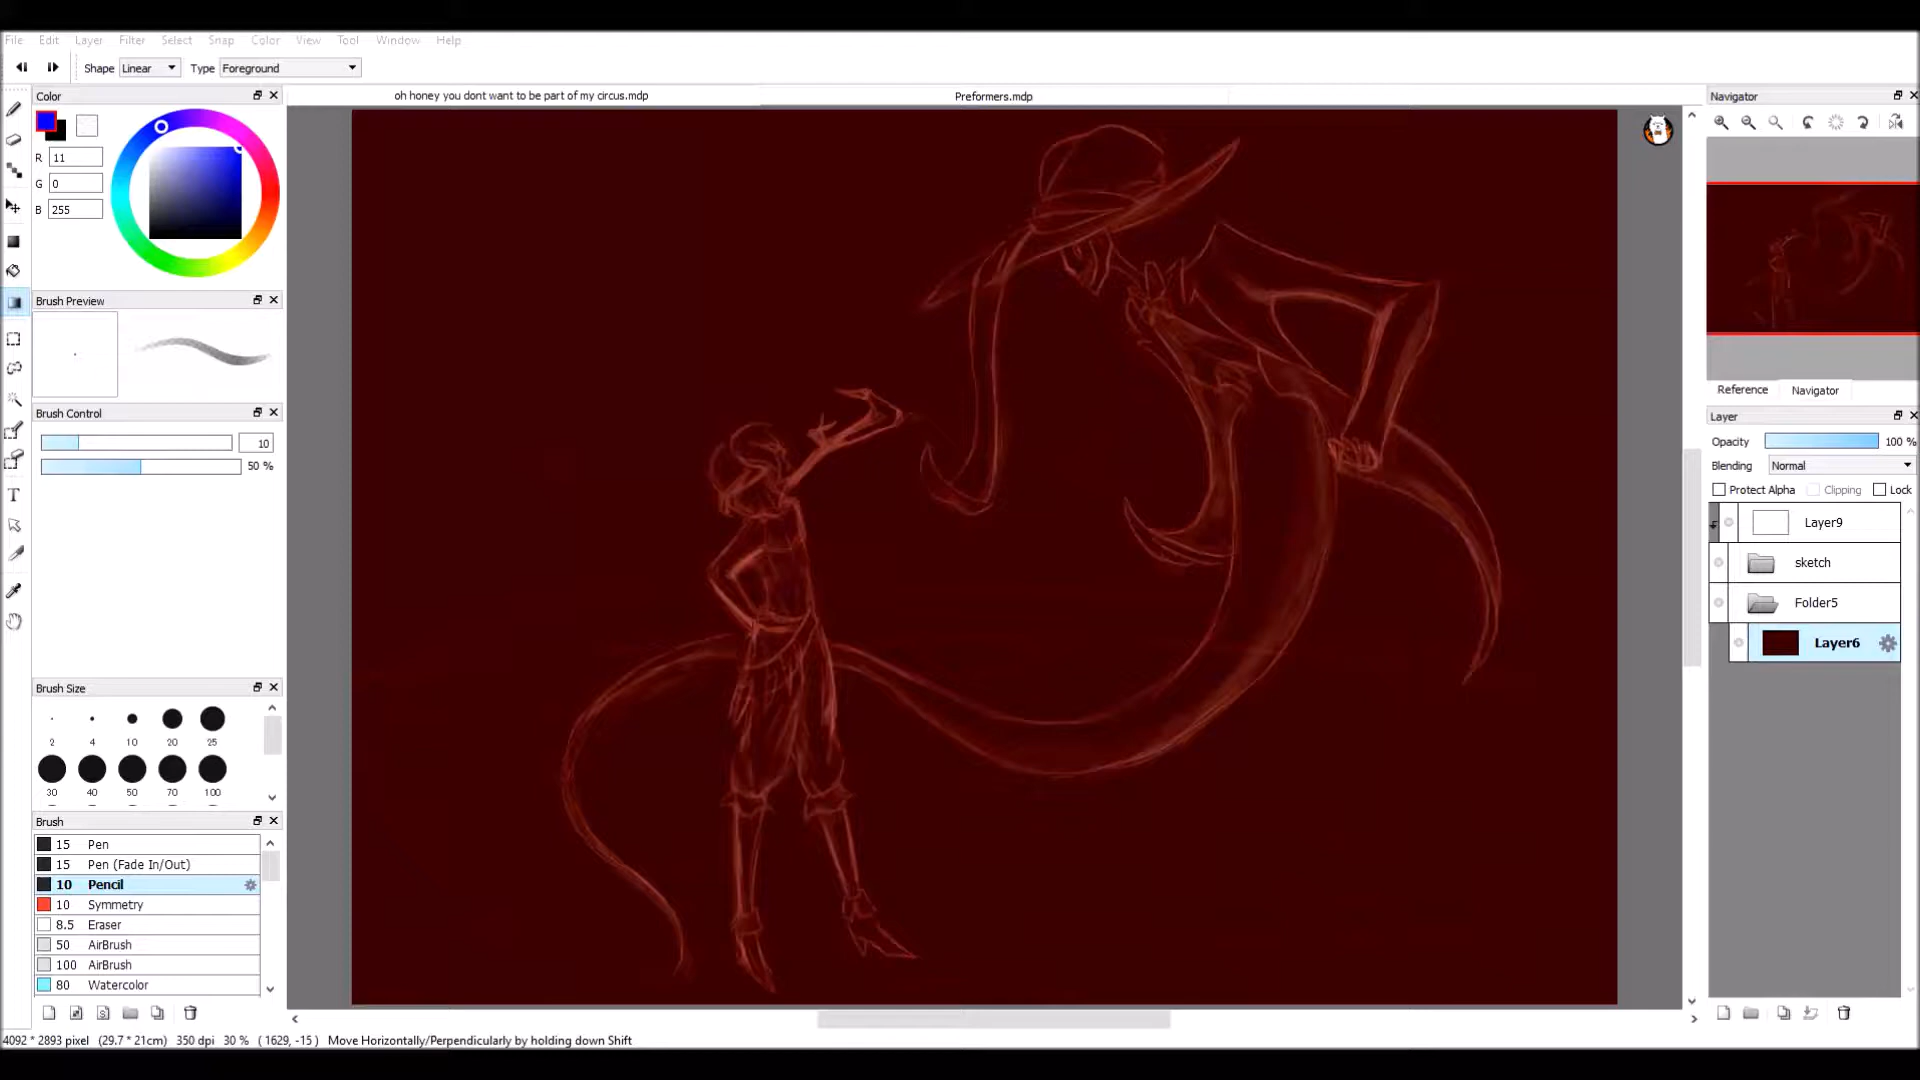 File Edit Layer Filter Select Snap Color View Tool Window Help
Shape Linear Type Foreground
Color
oh honey you dont want to be part of my circus.mdp
Preformers.mdp
Navigator
R 11
G 0
B 255
Brush Preview
Reference Navigator
Brush Control
Layer
10
Opacity 100 %
50 %
Blending Normal
Protect Alpha Clipping Lock
Layer9
sketch
Folder5
Layer6
Brush Size
2 4 10 20 25
30 40 50 70 100
Brush
15 Pen
15 Pen (Fade In/Out)
10 Pencil
10 Symmetry
8.5 Eraser
50 AirBrush
100 AirBrush
80 Watercolor
4092 * 2893 pixel (29.7 * 21cm) 350 dpi 30 % ( 1629, -15 ) Move Horizontally/Perpendicularly by holding down Shift